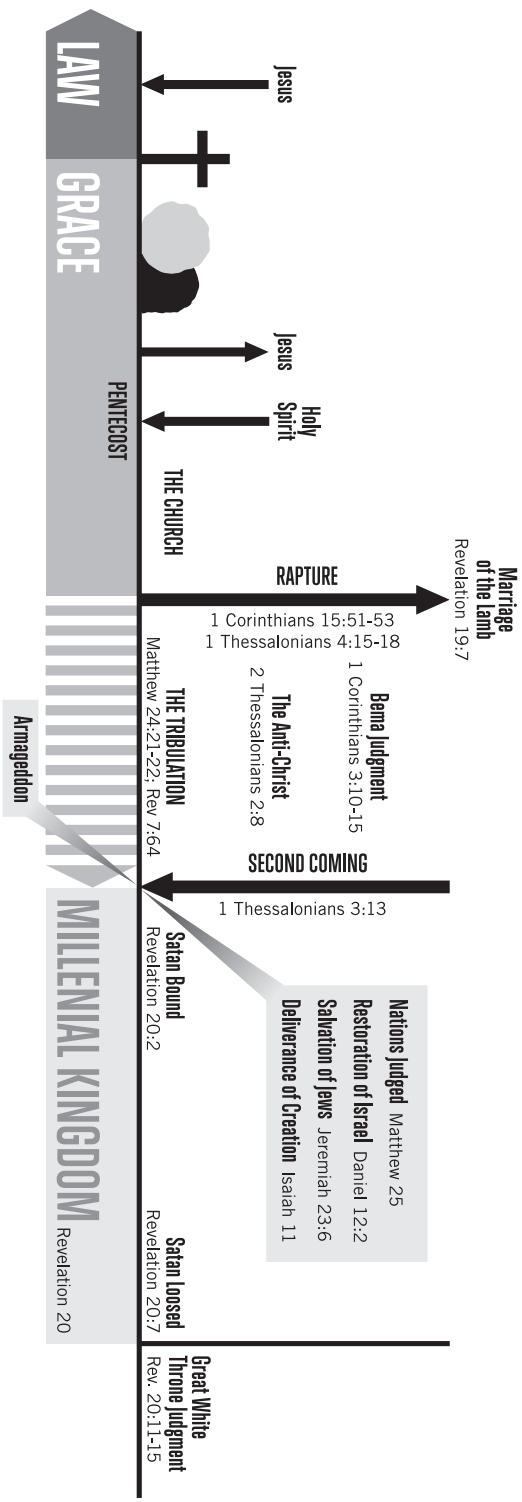 Jesus
LAW
GRACE
Jesus
Holy
Spirit
PENTECOST
THE CHURCH
Marriage
of the Lamb
Revelation 19:7
RAPTURE
1 Corinthians 15:51-53
1 Thessalonians 4:15-18
Bema Judgment
1 Corinthians 3:10-15
The Anti-Christ
2 Thessalonians 2:8
THE TRIBULATION
Matthew 24:21-22; Rev 7:64
Armageddon
SECOND COMING
1 Thessalonians 3:13
Nations Judged Matthew 25
Restoration of Israel Daniel 12:2
Salvation of Jews Jeremiah 23:6
Deliverance of Creation Isaiah 11
Satan Bound
Revelation 20:2
MILLENIAL KINGDOM Revelation 20
Satan Loosed
Revelation 20:7
Great White
Throne Judgment
Rev. 20:11-15